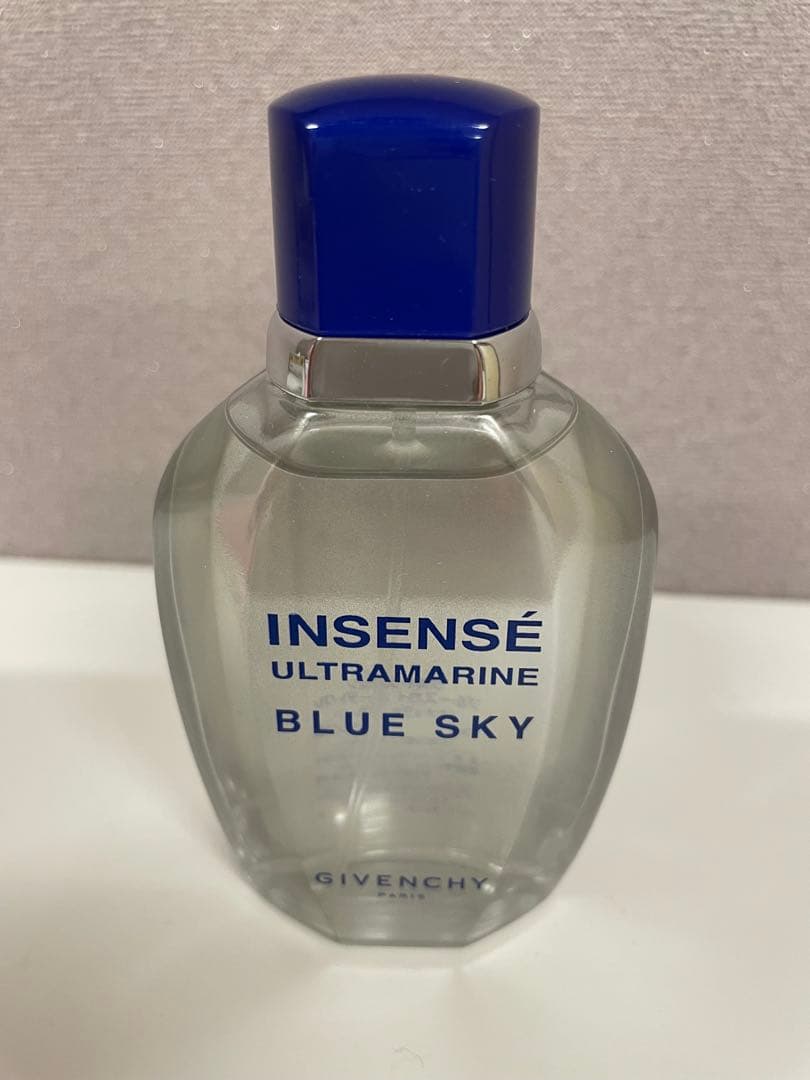 INSENSÉ
ULTRAMARINE
BLUE SKY
GIVENCHY
PARIS